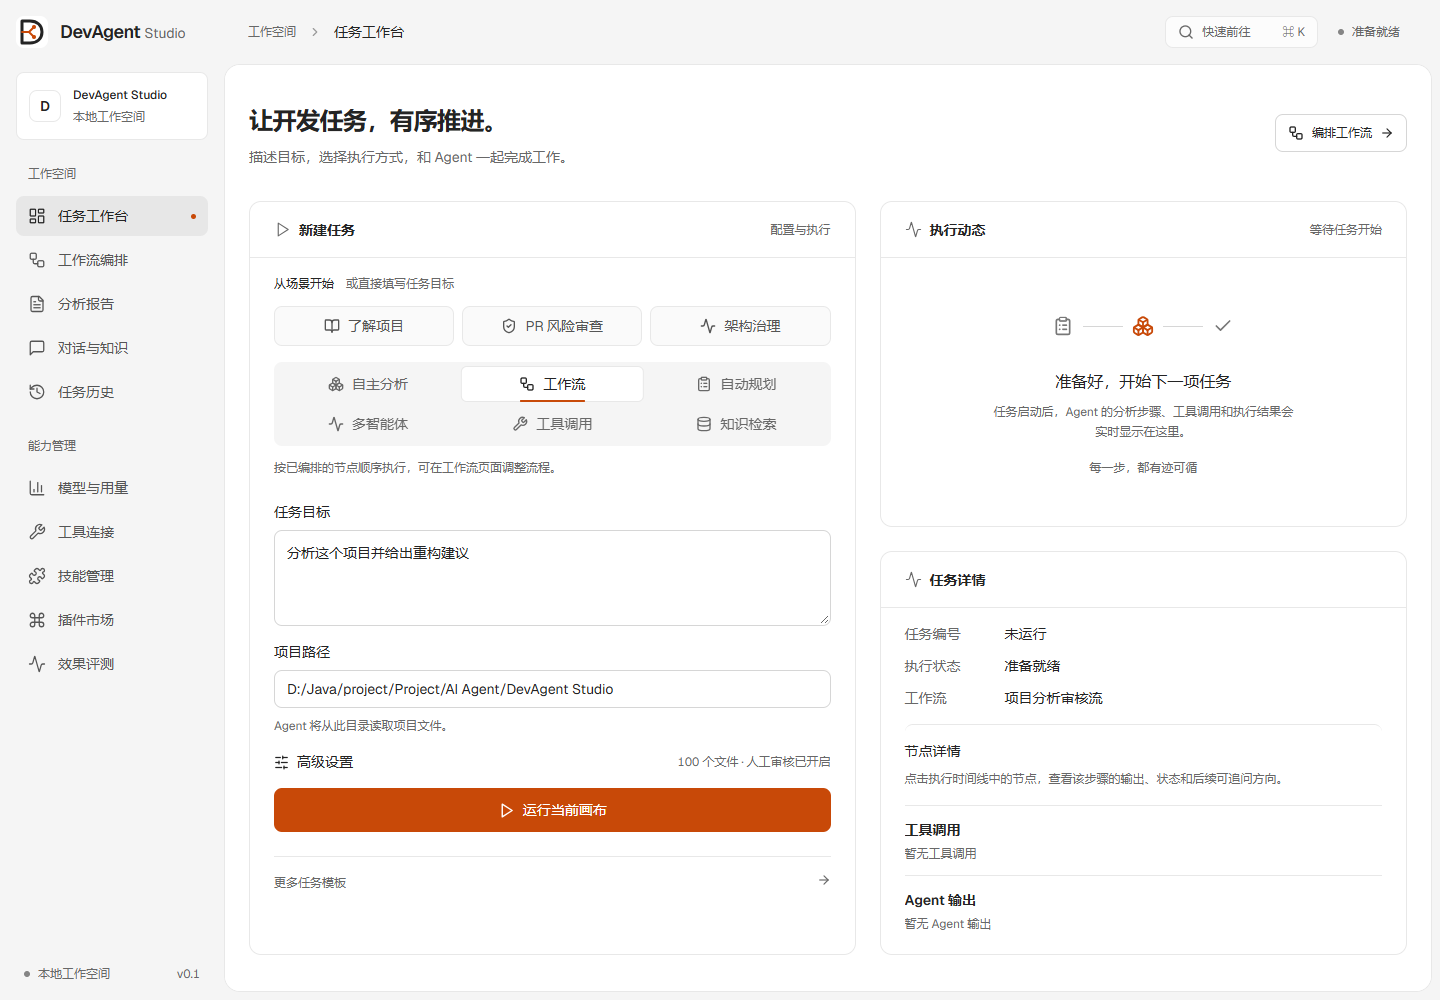 DevAgent Studio
工作空间 > 任务工作台
快速前往 ⌘ K
准备就绪
D
DevAgent Studio
本地工作空间
工作空间
任务工作台
工作流编排
分析报告
对话与知识
任务历史
能力管理
模型与用量
工具连接
技能管理
插件市场
效果评测
本地工作空间
v0.1
让开发任务，有序推进。
描述目标，选择执行方式，和 Agent 一起完成工作。
编排工作流
新建任务
配置与执行
从场景开始 或直接填写任务目标
了解项目
PR 风险审查
架构治理
自主分析
工作流
自动规划
多智能体
工具调用
知识检索
按已编排的节点顺序执行，可在工作流页面调整流程。
任务目标
分析这个项目并给出重构建议
项目路径
D:/Java/project/Project/AI Agent/DevAgent Studio
Agent 将从此目录读取项目文件。
高级设置
100 个文件 · 人工审核已开启
运行当前画布
更多任务模板
执行动态
等待任务开始
准备好，开始下一项任务
任务启动后，Agent 的分析步骤、工具调用和执行结果会
实时显示在这里。
每一步，都有迹可循
任务详情
任务编号 未运行
执行状态 准备就绪
工作流 项目分析审核流
节点详情
点击执行时间线中的节点，查看该步骤的输出、状态和后续可追问方向。
工具调用
暂无工具调用
Agent 输出
暂无 Agent 输出